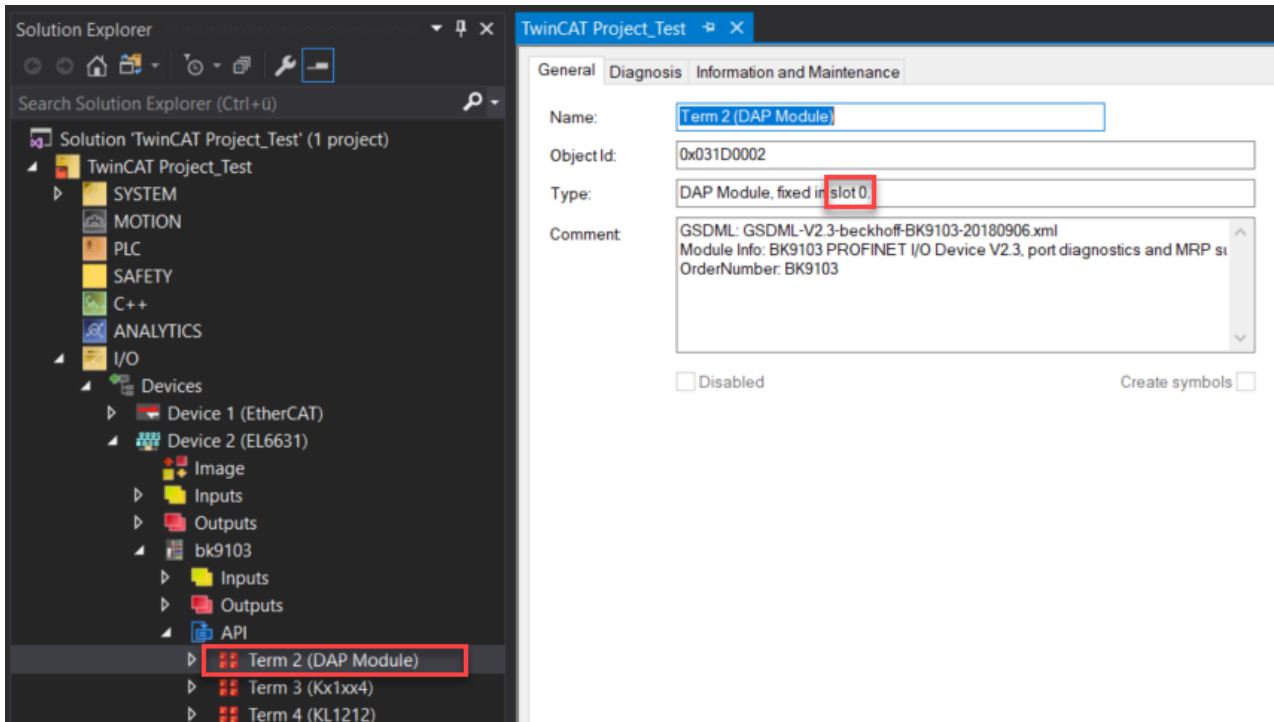 Solution Explorer
Search Solution Explorer (Ctrl+ü)
Solution 'TwinCAT Project_Test' (1 project)
TwinCAT Project_Test
SYSTEM
MOTION
PLC
SAFETY
C++
ANALYTICS
I/O
Devices
Device 1 (EtherCAT)
Device 2 (EL6631)
Image
Inputs
Outputs
bk9103
Inputs
Outputs
API
Term 2 (DAP Module)
Term 3 (Kx1xx4)
Term 4 (KL1212)
TwinCAT Project_Test
General Diagnosis Information and Maintenance
Name: Term 2 (DAP Module)
Object Id: 0x031D0002
Type: DAP Module, fixed in slot 0.
Comment: GSDML: GSDML-V2.3-beckhoff-BK9103-20180906.xml
Module Info: BK9103 PROFINET I/O Device V2.3, port diagnostics and MRP su
OrderNumber: BK9103
Disabled Create symbols